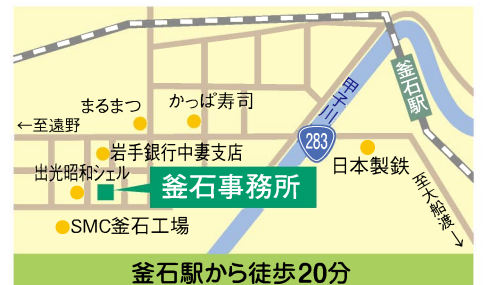 まるまつ
かっぱ寿司
←至遠野
甲子川
283
釜石駅
岩手銀行中妻支店
日本製鉄
出光昭和シェル
釜石事務所
至大船渡
SMC釜石工場
釜石駅から徒歩20分